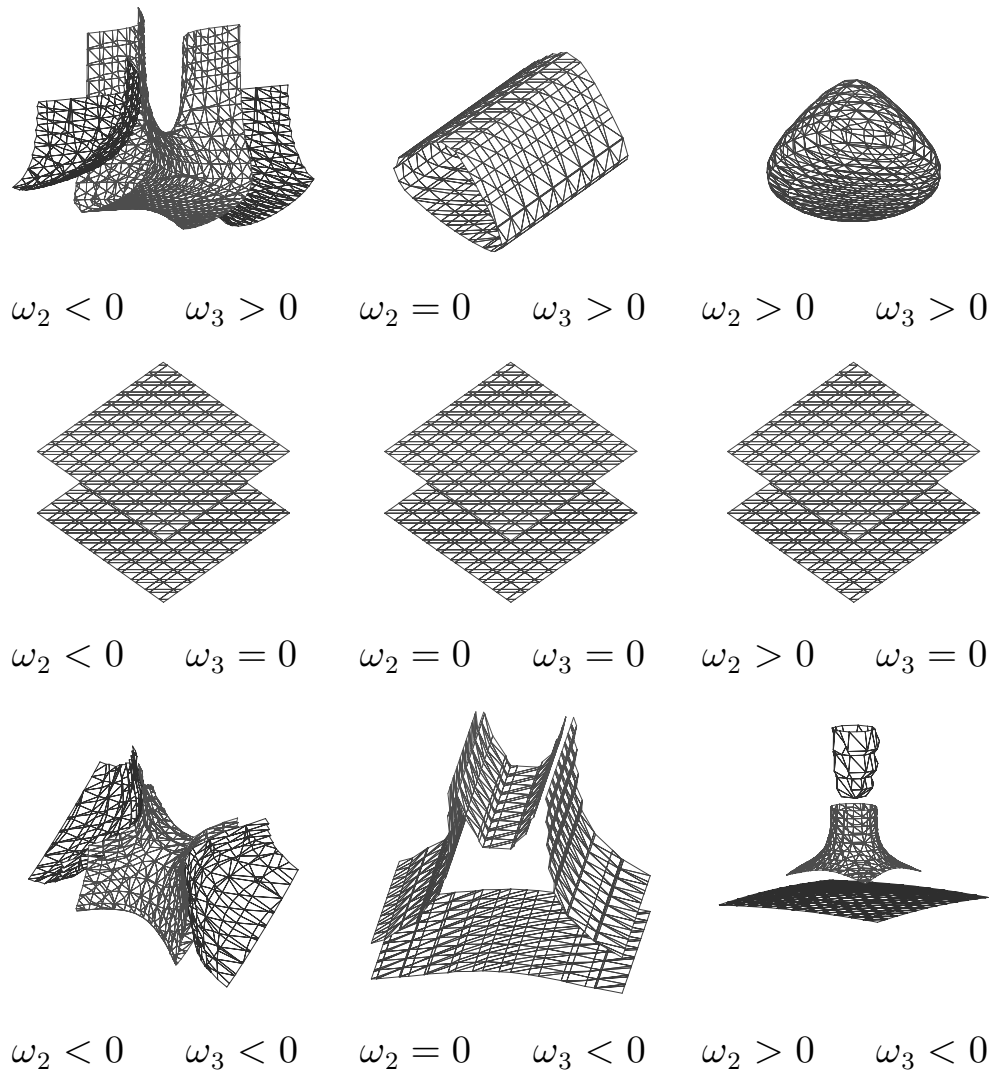 ω₂ < 0 ω₃ > 0 ω₂ = 0 ω₃ > 0 ω₂ > 0 ω₃ > 0
ω₂ < 0 ω₃ = 0 ω₂ = 0 ω₃ = 0 ω₂ > 0 ω₃ = 0
ω₂ < 0 ω₃ < 0 ω₂ = 0 ω₃ < 0 ω₂ > 0 ω₃ < 0